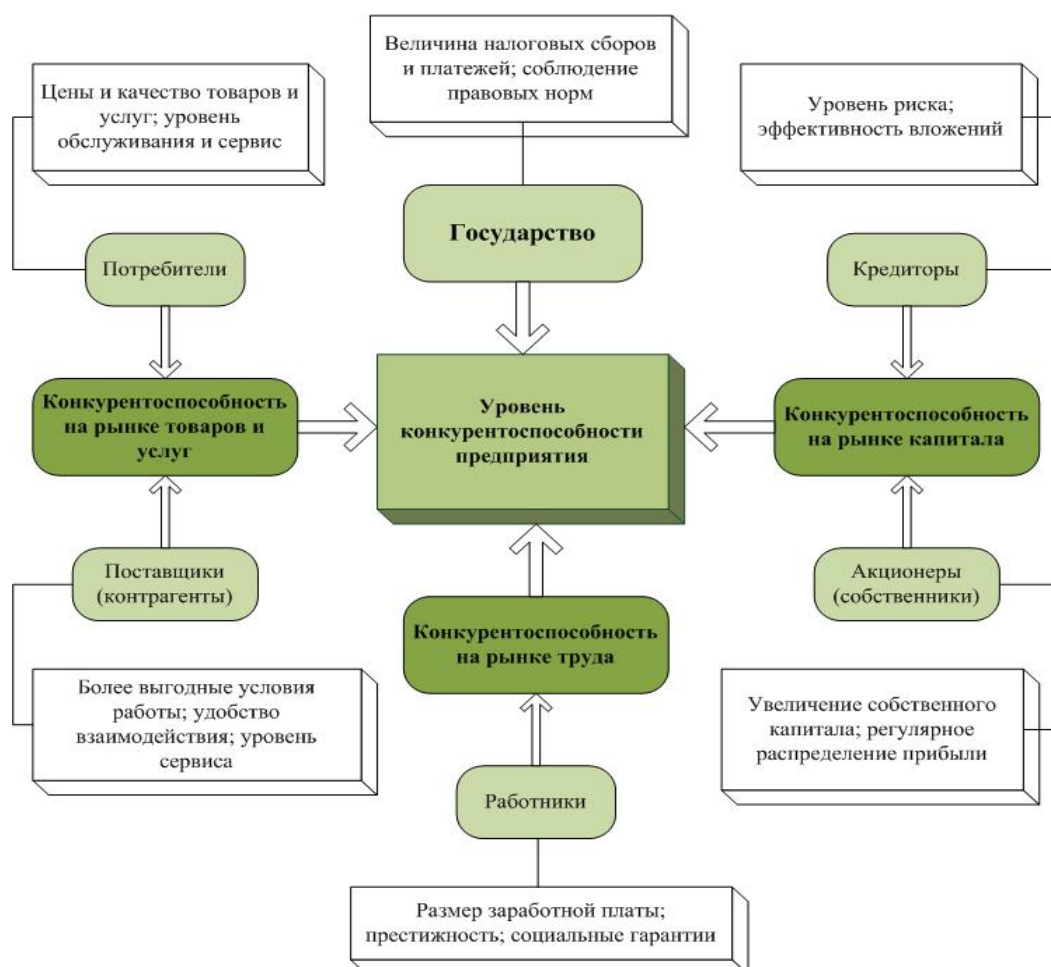 Величина налоговых сборов
и платежей; соблюдение
правовых норм
Цены и качество товаров и
услуг; уровень
обслуживания и сервис
Уровень риска;
эффективность вложений
Государство
Потребители
Кредиторы
Конкурентоспособность
на рынке товаров и
услуг
Уровень
конкурентоспособности
предприятия
Конкурентоспособность
на рынке капитала
Поставщики
(контрагенты)
Акционеры
(собственники)
Конкурентоспособность
на рынке труда
Более выгодные условия
работы; удобство
взаимодействия; уровень
сервиса
Увеличение собственного
капитала; регулярное
распределение прибыли
Работники
Размер заработной платы;
престижность; социальные гарантии